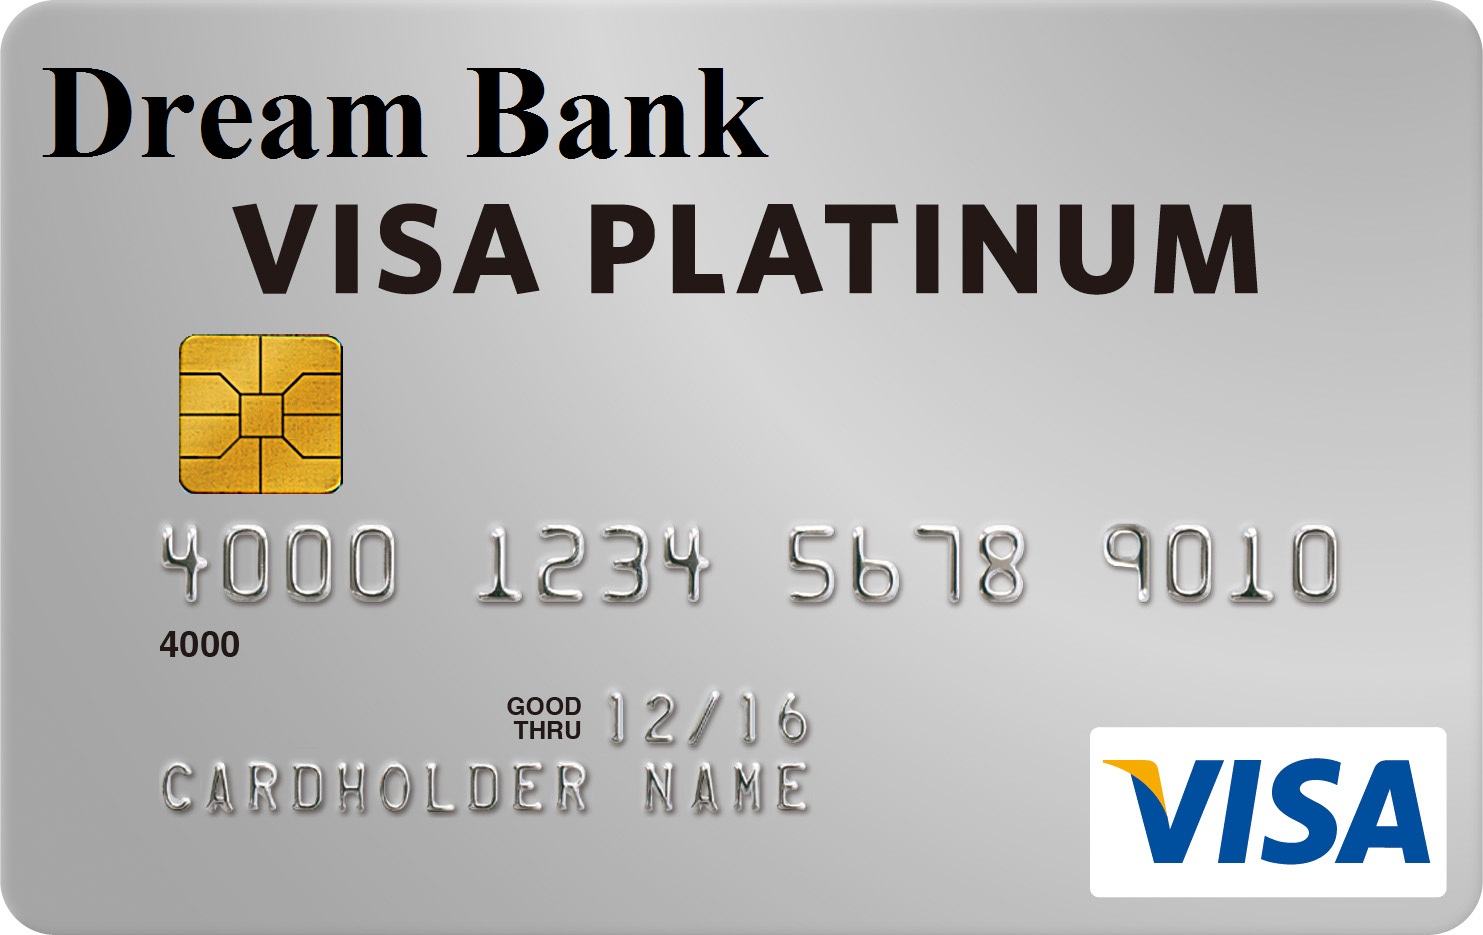 Dream Bank
VISA PLATINUM
4000 1234 5678 9010
4000
GOOD THRU 12/16
CARDHOLDER NAME
VISA